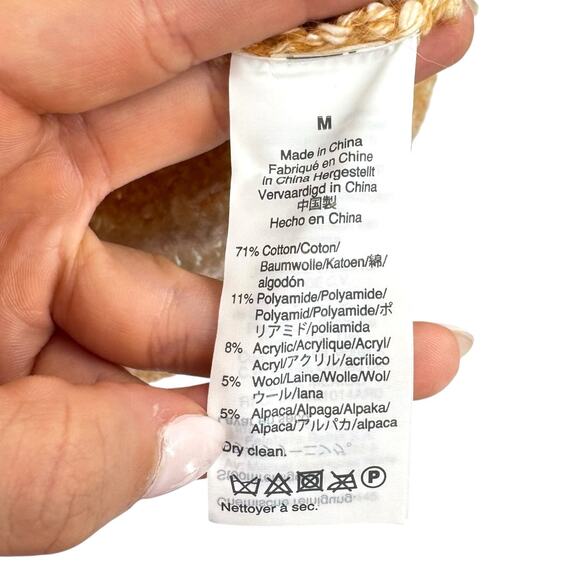 M
Made in China
Fabriqué en Chine
in China Hergestellt
Vervaardigd in China
中国製
Hecho en China
71% Cotton/Coton/
Baumwolle/Katoen/綿/
algodón
11% Polyamide/Polyamide/
Polyamid/Polyamide/ポ
リアミド/poliamida
8% Acrylic/Acrylique/Acryl/
Acryl/アクリル/acrílico
5% Wool/Laine/Wolle/Wol/
ウール/lana
5% Alpaca/Alpaga/Alpaka/
Alpaca/アルパカ/alpaca
Dry clean.
P
Nettoyer à sec.